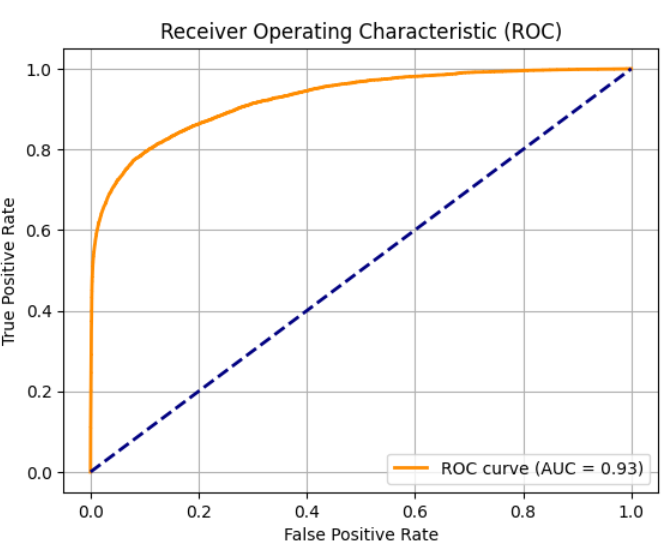 Receiver Operating Characteristic (ROC)
True Positive Rate
1.0
0.8
0.6
0.4
0.2
0.0
ROC curve (AUC = 0.93)
0.0 0.2 0.4 0.6 0.8 1.0
False Positive Rate